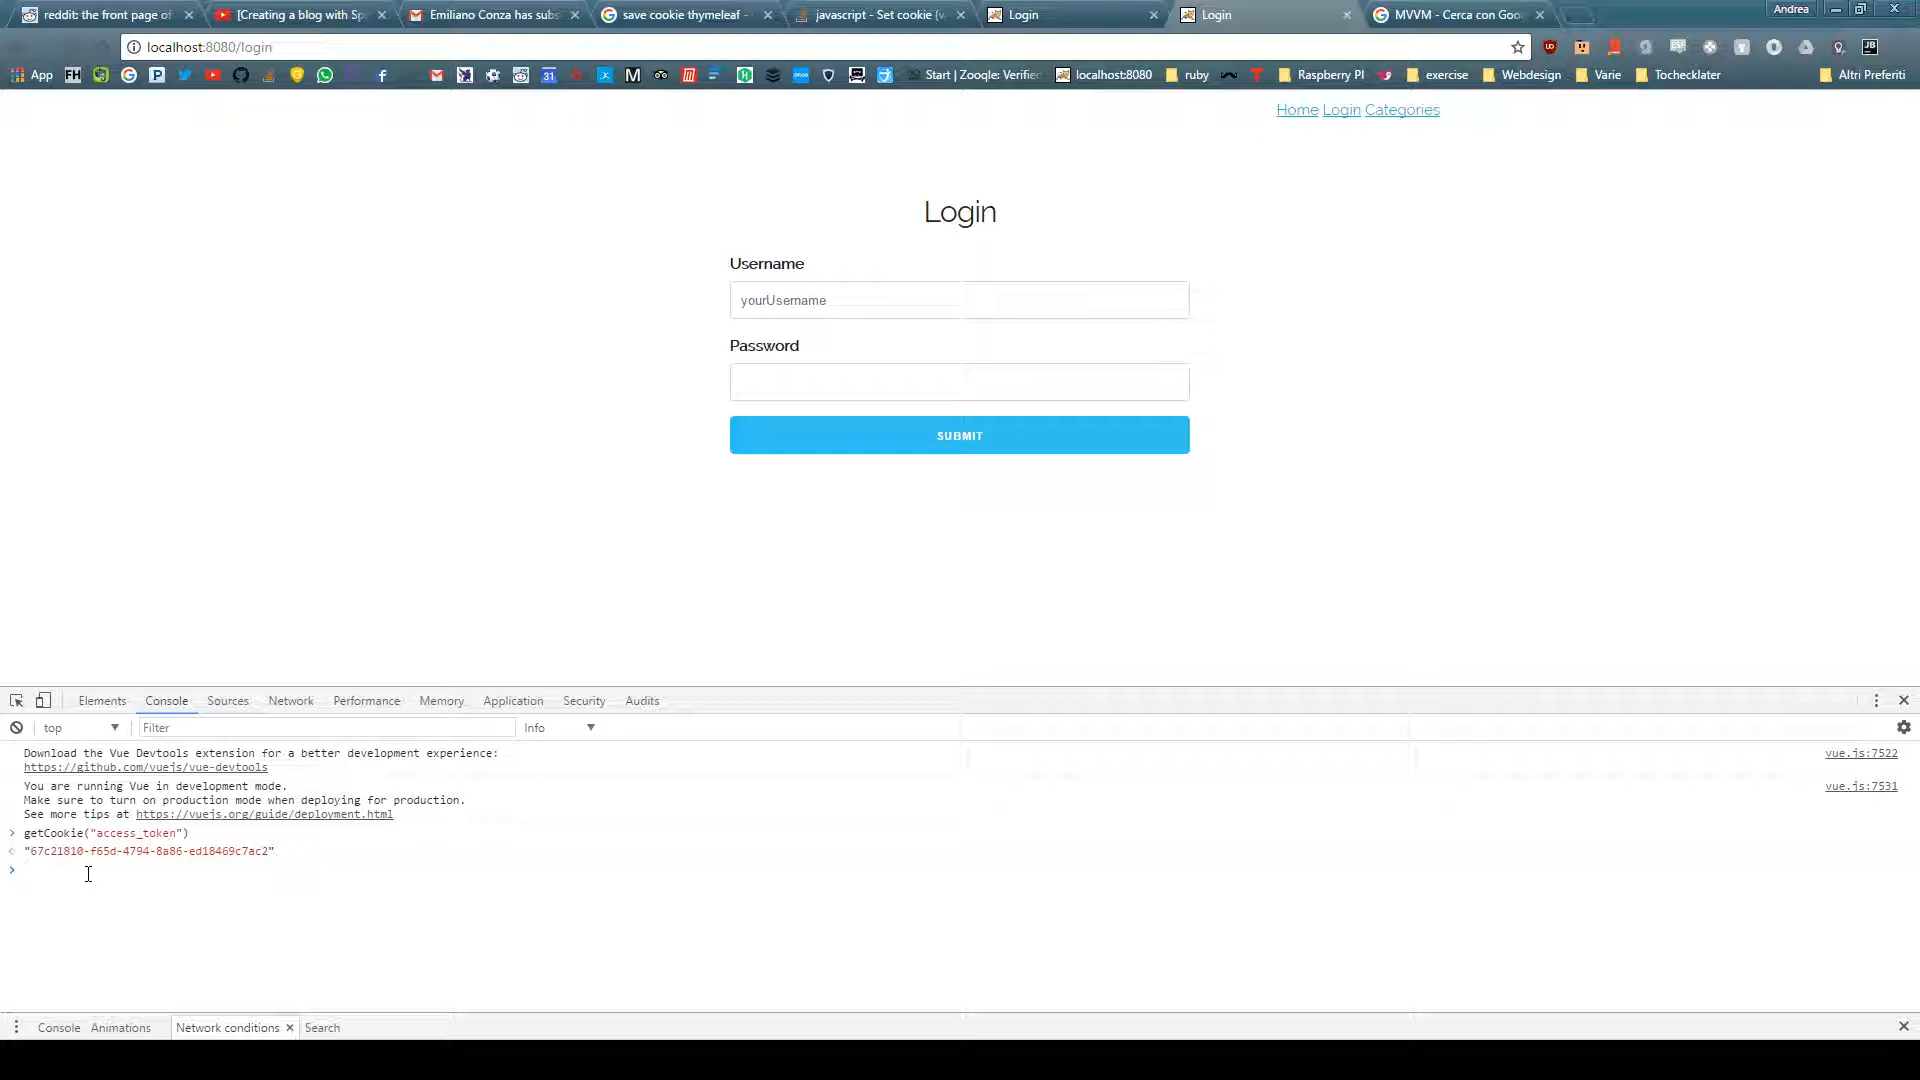 reddit: the front page of
[Creating a blog with Sp
Emiliano Conza has subs
save cookie thymeleaf -
javascript - Set cookie (w
Login
Login
MVVM - Cerca con Goo
Andrea
localhost:8080/login
App
Start | Zooqle: Verifie
localhost:8080
ruby
Raspberry PI
exercise
Webdesign
Varie
Tochecklater
Altri Preferiti
Home Login Categories
Login
Username
yourUsername
Password
SUBMIT
Elements Console Sources Network Performance Memory Application Security Audits
top Filter Info
Download the Vue Devtools extension for a better development experience: vue.js:7522
https://github.com/vuejs/vue-devtools
You are running Vue in development mode. vue.js:7531
Make sure to turn on production mode when deploying for production.
See more tips at https://vuejs.org/guide/deployment.html
> getCookie("access_token")
"67c21810-f65d-4794-8a86-ed18469c7ac2"
>
Console Animations Network conditions Search